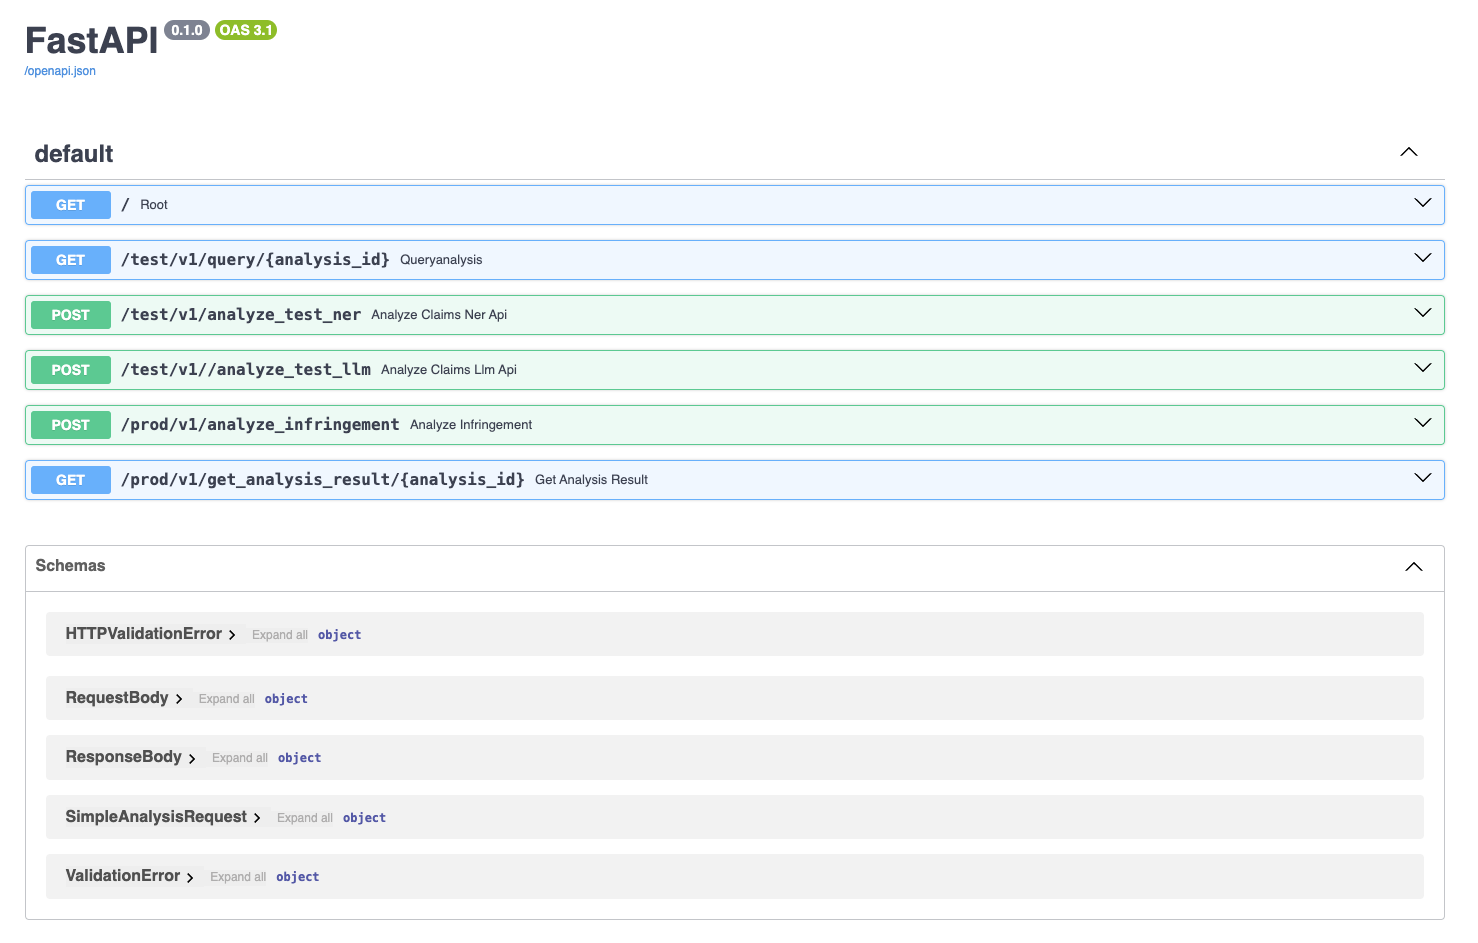 FastAPI 0.1.0 OAS 3.1
/openapi.json
default
GET / Root
GET /test/v1/query/{analysis_id} Queryanalysis
POST /test/v1/analyze_test_ner Analyze Claims Ner Api
POST /test/v1//analyze_test_llm Analyze Claims Llm Api
POST /prod/v1/analyze_infringement Analyze Infringement
GET /prod/v1/get_analysis_result/{analysis_id} Get Analysis Result
Schemas
HTTPValidationError Expand all object
RequestBody Expand all object
ResponseBody Expand all object
SimpleAnalysisRequest Expand all object
ValidationError Expand all object